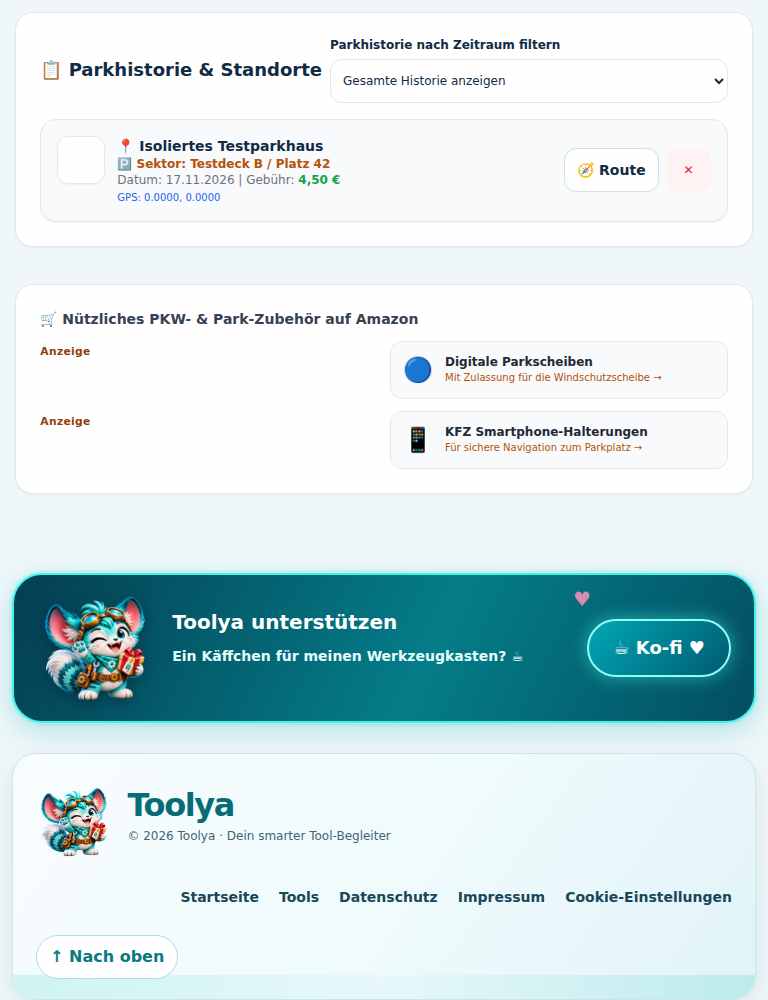 Parkhistorie nach Zeitraum filtern
📋 Parkhistorie & Standorte
Gesamte Historie anzeigen
📍 Isoliertes Testparkhaus
🅿️ Sektor: Testdeck B / Platz 42
Datum: 17.11.2026 | Gebühr: 4,50 €
GPS: 0.0000, 0.0000
🧭 Route
×
🛒 Nützliches PKW- & Park-Zubehör auf Amazon
Anzeige
Digitale Parkscheiben
Mit Zulassung für die Windschutzscheibe →
Anzeige
KFZ Smartphone-Halterungen
Für sichere Navigation zum Parkplatz →
Toolya unterstützen
Ein Käffchen für meinen Werkzeugkasten? ☕
☕ Ko-fi ♥
Toolya
© 2026 Toolya · Dein smarter Tool-Begleiter
Startseite Tools Datenschutz Impressum Cookie-Einstellungen
↑ Nach oben